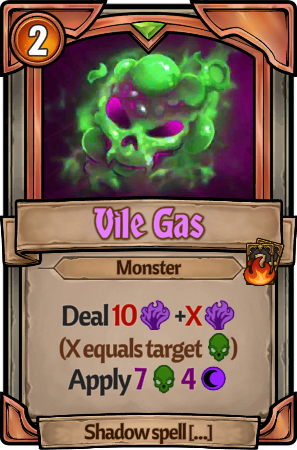 2
Vile Gas
Monster
Deal 10 +X
(X equals target )
Apply 7 4
Shadow spell [...]